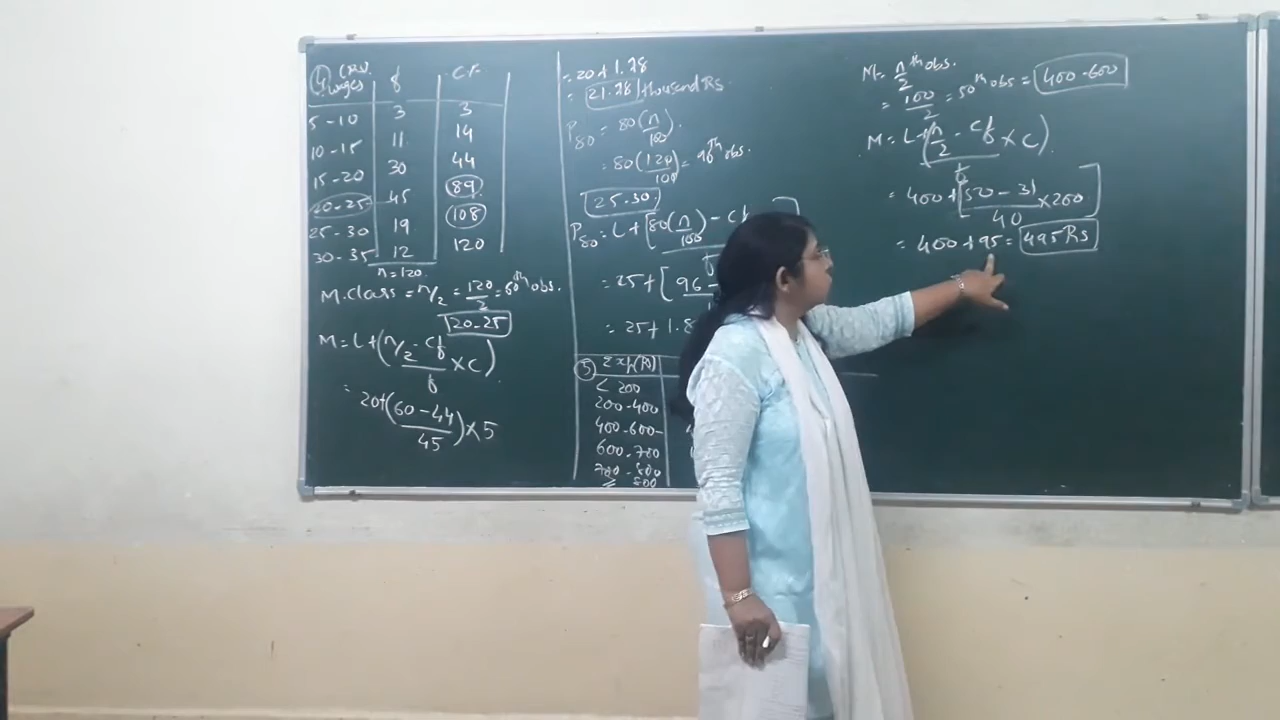 ④ wages f C.F.
5-10 3 3
10-15 11 14
15-20 30 44
20-25 45 89
25-30 19 108
30-35 12 120
n=120
M.class = n/2 = 120/2 = 60th obs.
20-25
M = L+(n/2 - cf/f × C)
= 20+(60-44/45)×5
= 20+1.78
= 21.78 thousand Rs
P80 = 80(n/100).
= 80(120/100) = 96th obs.
25-30
P80 = L+[80(n/100) - cf
= 25+[96-
= 25+1.8
⑤ Exp(Rs)
< 200
200-400
400-600
600-700
700-800
≥ 800
M = n/2 th obs.
= 100/2 = 50th obs = 400-600
M = L+(n/2 - cf/f × C)
= 400+[50-31/40 ×200]
= 400+95= 495Rs